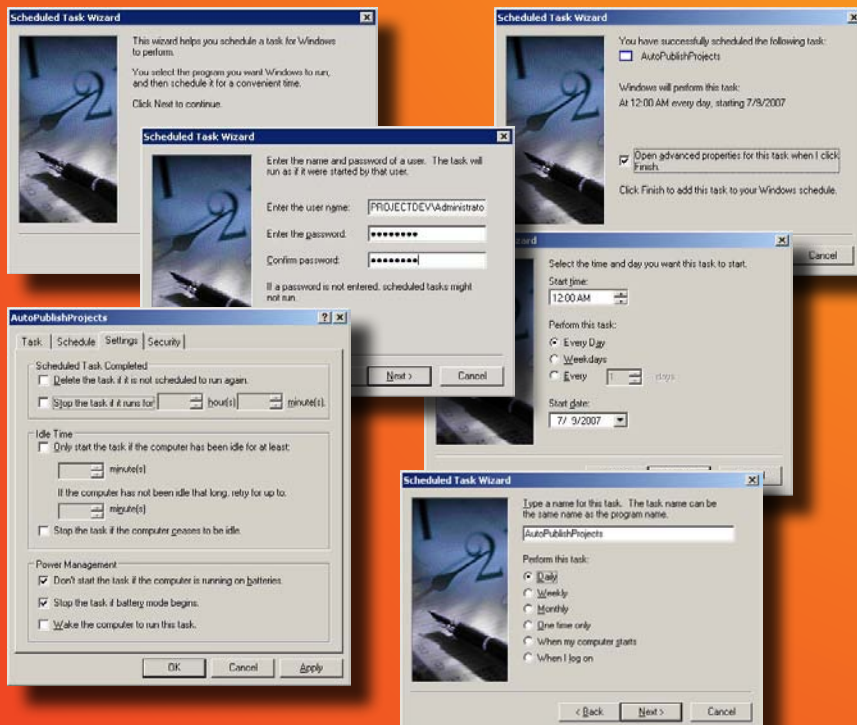 Scheduled Task Wizard
This wizard helps you schedule a task for Windows
to perform.
You select the program you want Windows to run,
and then schedule it for a convenient time.
Click Next to continue.
Scheduled Task Wizard
You have successfully scheduled the following task:
AutoPublishProjects
Windows will perform this task:
At 12:00 AM every day, starting 7/9/2007
Open advanced properties for this task when I click
Finish.
Click Finish to add this task to your Windows schedule.
Cancel
Scheduled Task Wizard
Enter the name and password of a user. The task will
run as if it were started by that user.
Enter the user name:
PROJECTDEV\Administrato
Enter the password:
••••••••
Confirm password:
••••••••
If a password is not entered, scheduled tasks might
not run.
Next >
Cancel
zard
Select the time and day you want this task to start.
Start time:
12:00 AM
Perform this task:
Every Day
Weekdays
Every 1 days
Start date:
7/ 9/2007
AutoPublishProjects
Task
Schedule
Settings
Security
Scheduled Task Completed
Delete the task if it is not scheduled to run again.
Stop the task if it runs for: hour(s) minute(s).
Idle Time
Only start the task if the computer has been idle for at least:
minute(s)
If the computer has not been idle that long, retry for up to:
minute(s)
Stop the task if the computer ceases to be idle.
Power Management
Don't start the task if the computer is running on batteries.
Stop the task if battery mode begins.
Wake the computer to run this task.
OK
Cancel
Apply
Scheduled Task Wizard
Type a name for this task. The task name can be
the same name as the program name.
AutoPublishProjects
Perform this task:
Daily
Weekly
Monthly
One time only
When my computer starts
When I log on
< Back
Next >
Cancel